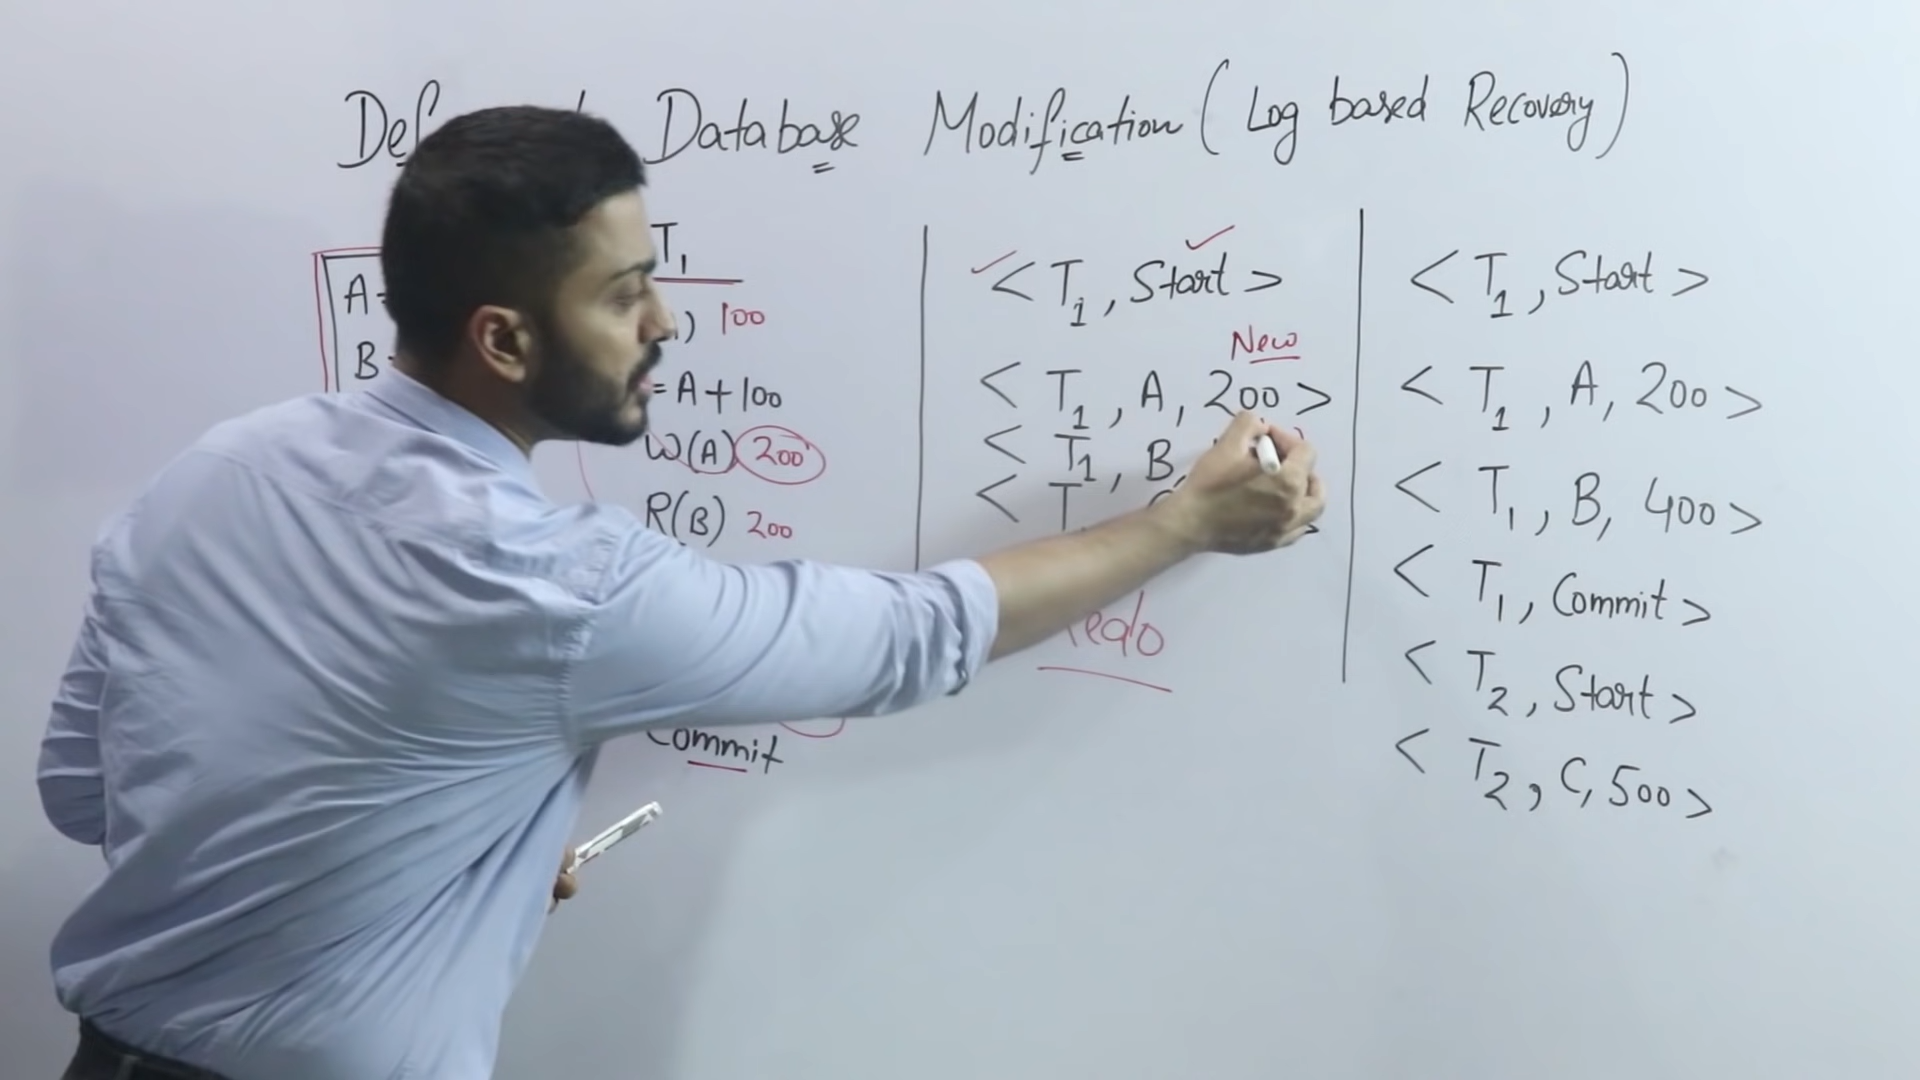 Database Modification ( Log based Recovery )
A
B
T1
) 100
= A + 100
W(A) 200
R(B) 200
Commit
< T1 , Start >
New
< T1 , A, 200 >
< T1 , B,
< T
Redo
< T1 , Start >
< T1 , A, 200 >
< T1 , B, 400 >
< T1 , Commit >
< T2 , Start >
< T2 , C, 500 >